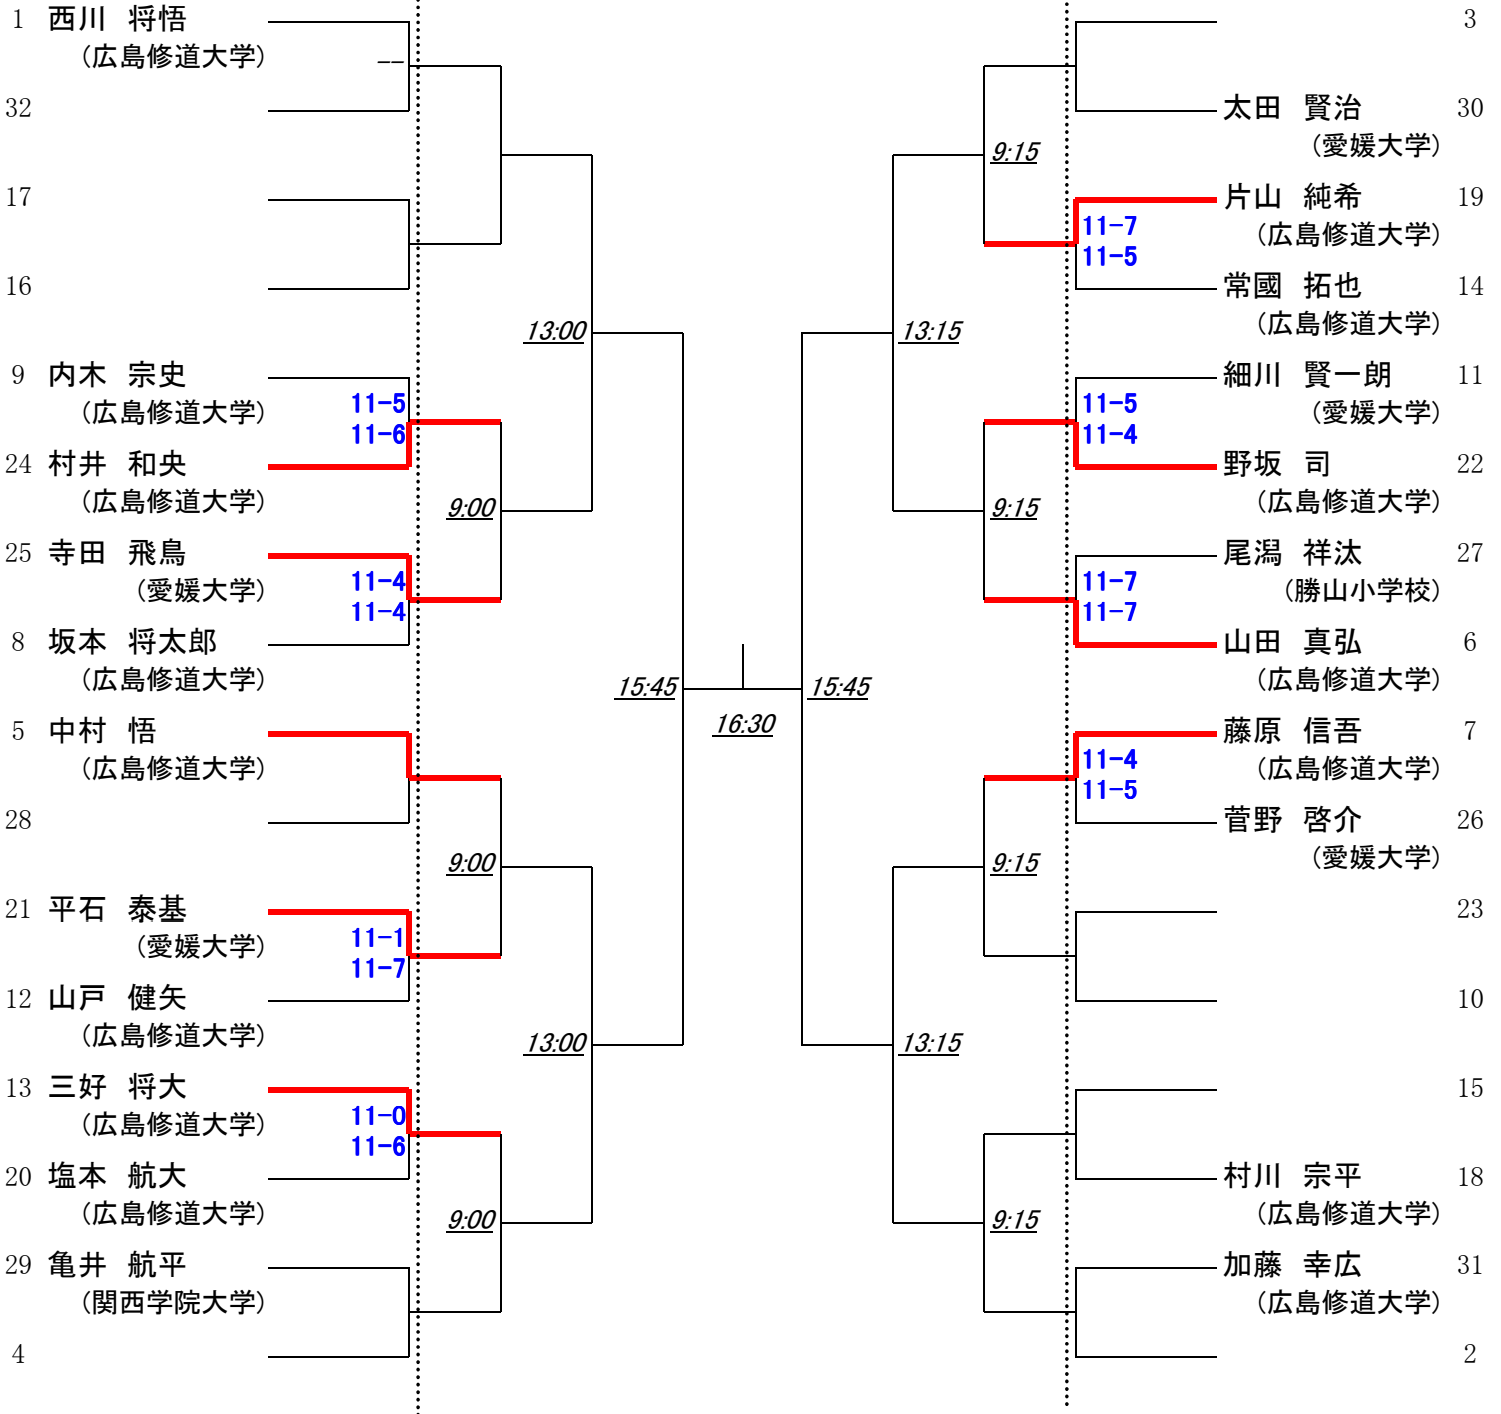 1 西川 将悟
(広島修道大学)
--
32
17
16
13:00
9 内木 宗史
(広島修道大学)
11-5
11-6
24 村井 和央
(広島修道大学)
9:00
25 寺田 飛鳥
(愛媛大学)
11-4
11-4
8 坂本 将太郎
(広島修道大学)
15:45
5 中村 悟
(広島修道大学)
28
9:00
21 平石 泰基
(愛媛大学)
11-1
11-7
12 山戸 健矢
(広島修道大学)
13:00
13 三好 将大
(広島修道大学)
11-0
11-6
20 塩本 航大
(広島修道大学)
9:00
29 亀井 航平
(関西学院大学)
4
16:30
3
太田 賢治 30
(愛媛大学)
9:15
片山 純希 19
(広島修道大学)
11-7
11-5
常國 拓也 14
(広島修道大学)
13:15
細川 賢一朗 11
(愛媛大学)
11-5
11-4
野坂 司 22
(広島修道大学)
9:15
尾潟 祥汰 27
(勝山小学校)
11-7
11-7
山田 真弘 6
(広島修道大学)
15:45
藤原 信吾 7
(広島修道大学)
11-4
11-5
菅野 啓介 26
(愛媛大学)
9:15
23
10
13:15
15
村川 宗平 18
(広島修道大学)
9:15
加藤 幸広 31
(広島修道大学)
2